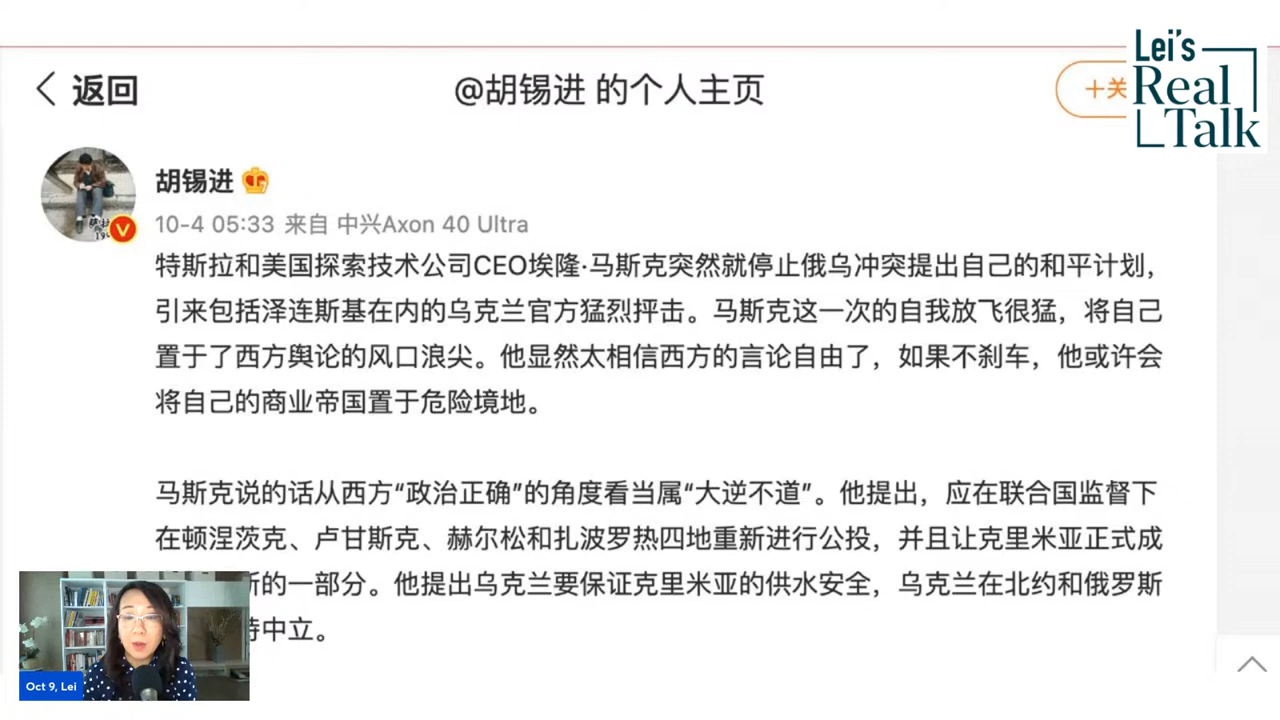 Lei's
Real
Talk
返回
@胡锡进 的个人主页
十关
胡锡进
10-4 05:33 来自 中兴Axon 40 Ultra
特斯拉和美国探索技术公司CEO埃隆·马斯克突然就停止俄乌冲突提出自己的和平计划，
引来包括泽连斯基在内的乌克兰官方猛烈抨击。马斯克这一次的自我放飞很猛，将自己
置于了西方舆论的风口浪尖。他显然太相信西方的言论自由了，如果不刹车，他或许会
将自己的商业帝国置于危险境地。
马斯克说的话从西方“政治正确”的角度看当属“大逆不道”。他提出，应在联合国监督下
在顿涅茨克、卢甘斯克、赫尔松和扎波罗热四地重新进行公投，并且让克里米亚正式成
的一部分。他提出乌克兰要保证克里米亚的供水安全，乌克兰在北约和俄罗斯
中立。
Oct 9, Lei